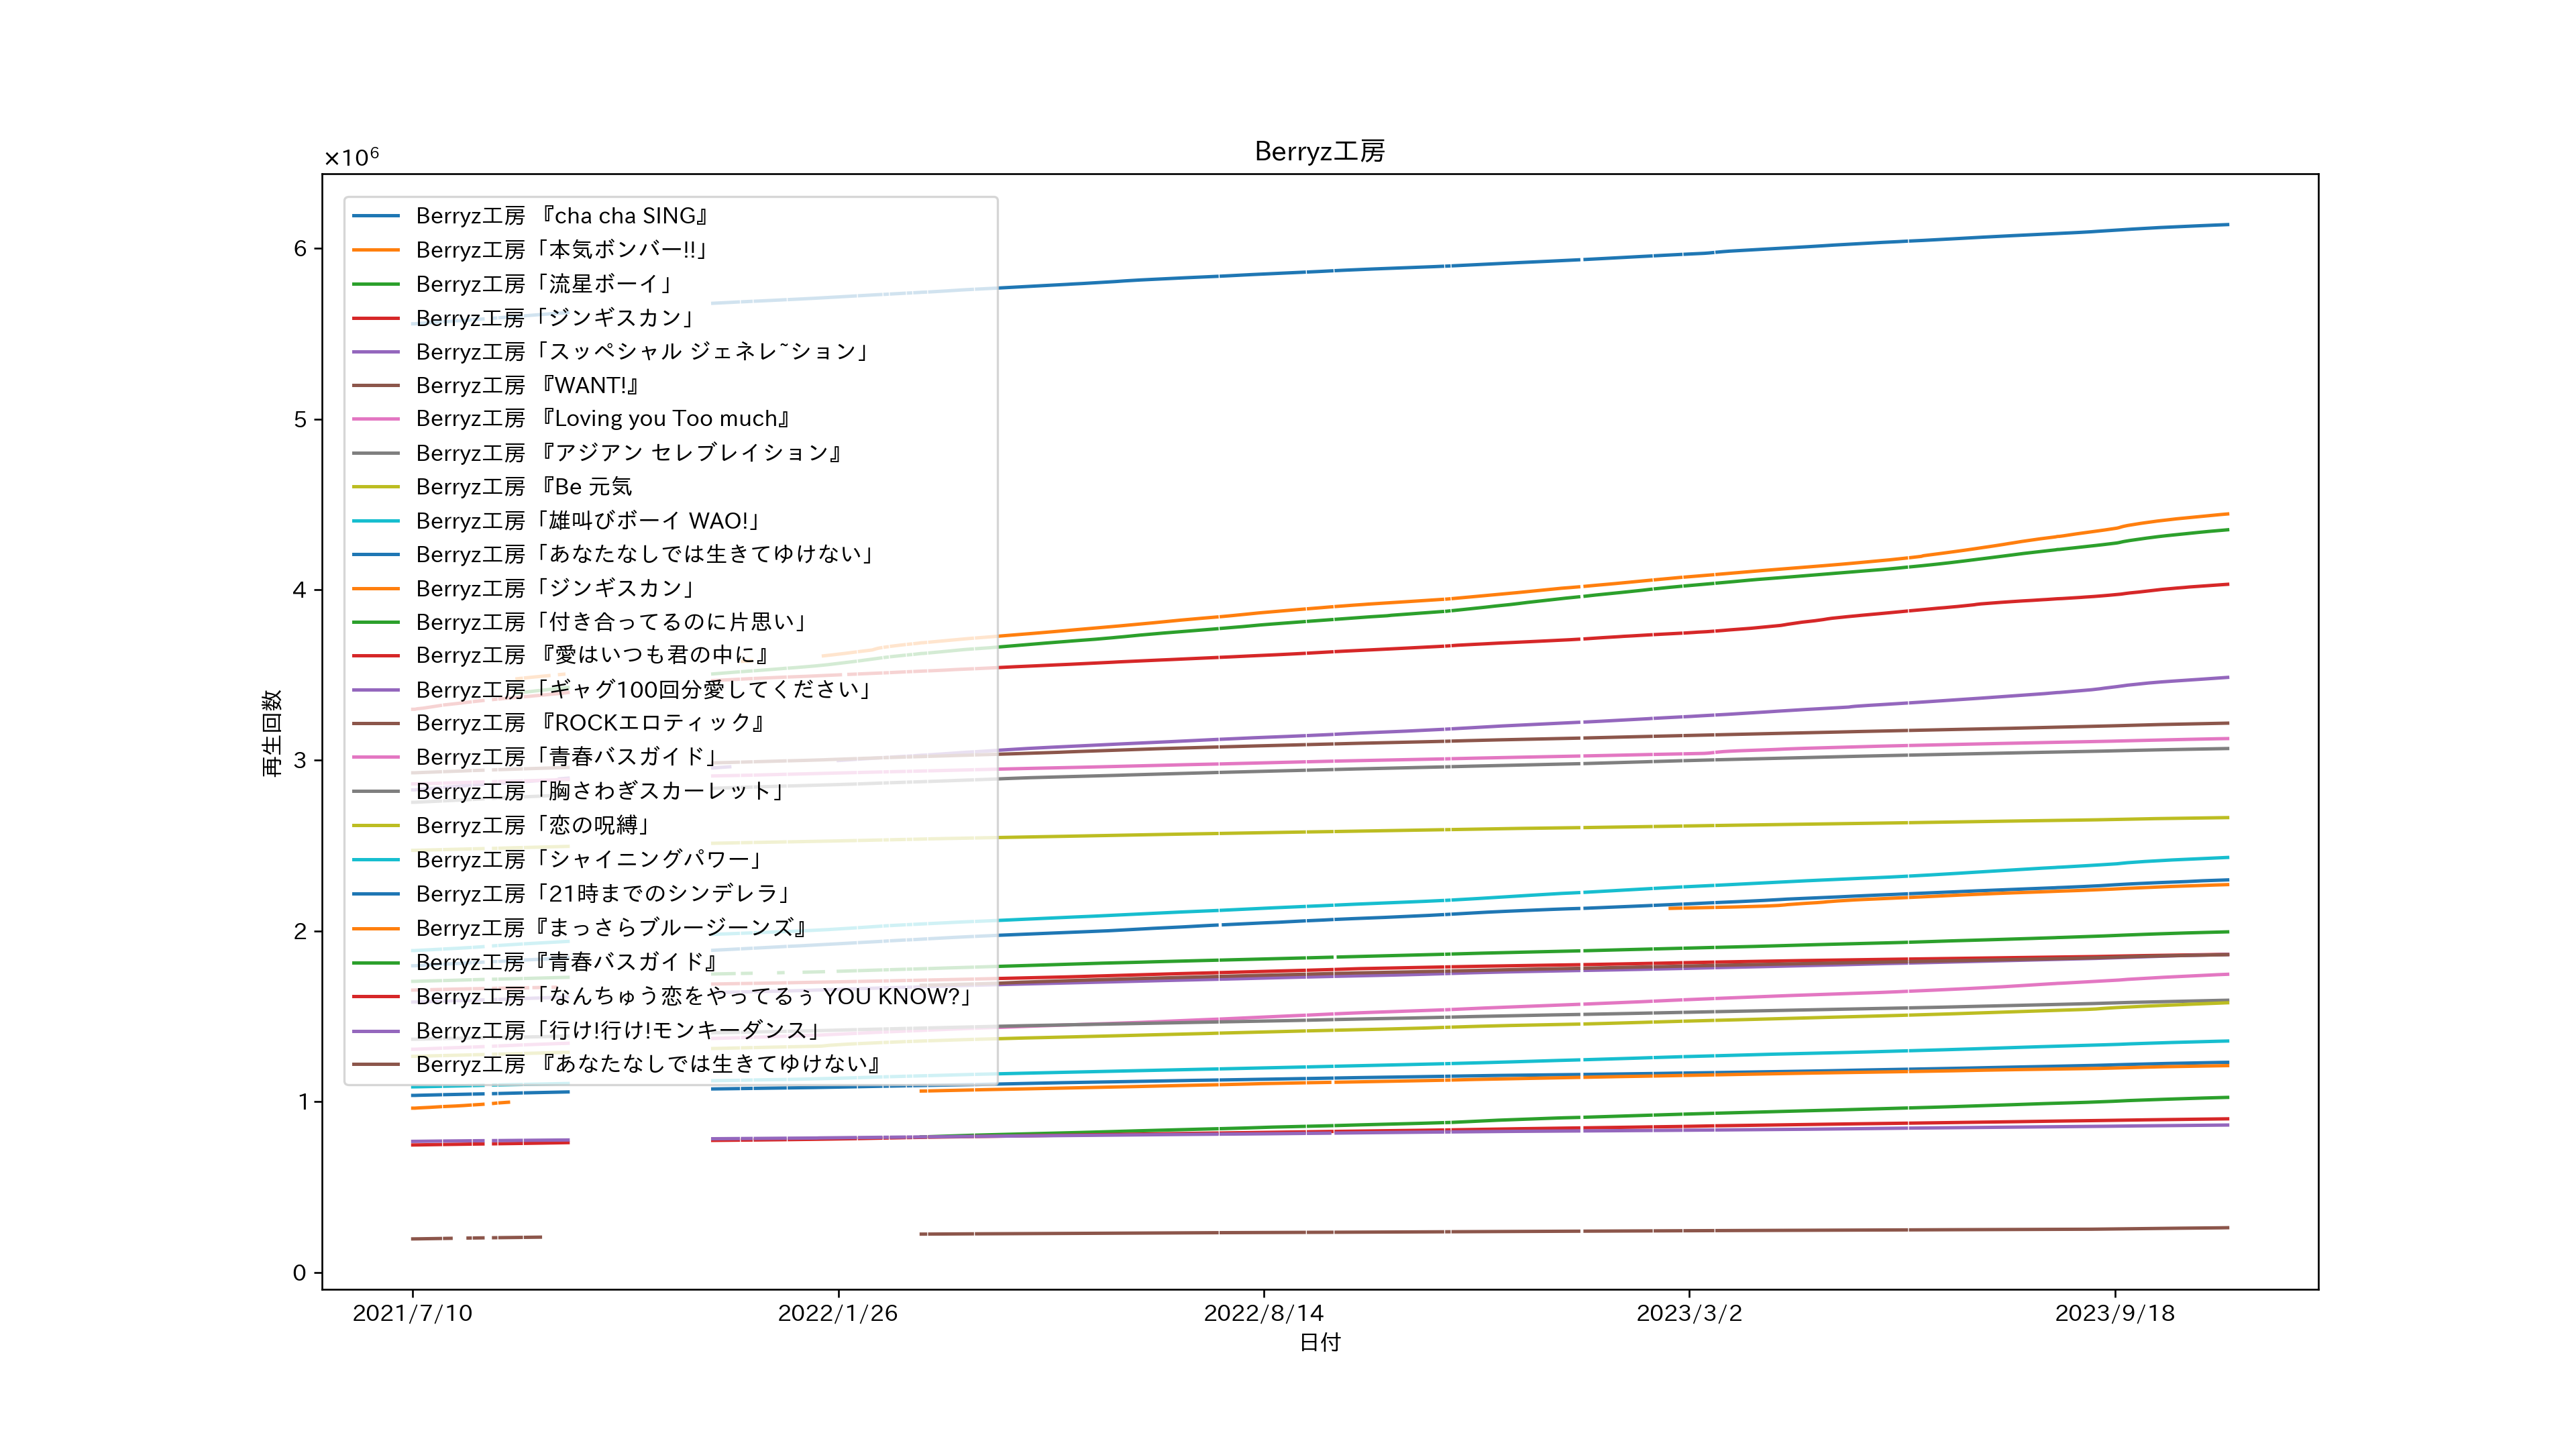 Berryz工房
×10⁶
Berryz工房 『cha cha SING』
Berryz工房「本気ボンバー!!」
Berryz工房「流星ボーイ」
Berryz工房「ジンギスカン」
Berryz工房「スッペシャル ジェネレ~ション」
Berryz工房 『WANT!』
Berryz工房 『Loving you Too much』
Berryz工房 『アジアン セレブレイション』
Berryz工房 『Be 元気
Berryz工房「雄叫びボーイ WAO!」
Berryz工房「あなたなしでは生きてゆけない」
Berryz工房「ジンギスカン」
Berryz工房「付き合ってるのに片思い」
Berryz工房 『愛はいつも君の中に』
Berryz工房「ギャグ100回分愛してください」
Berryz工房 『ROCKエロティック』
Berryz工房「青春バスガイド」
Berryz工房「胸さわぎスカーレット」
Berryz工房「恋の呪縛」
Berryz工房「シャイニングパワー」
Berryz工房「21時までのシンデレラ」
Berryz工房『まっさらブルージーンズ』
Berryz工房『青春バスガイド』
Berryz工房「なんちゅう恋をやってるぅ YOU KNOW?」
Berryz工房「行け!行け!モンキーダンス」
Berryz工房 『あなたなしでは生きてゆけない』
6
5
4
3
2
1
0
再生回数
2021/7/10
2022/1/26
2022/8/14
2023/3/2
2023/9/18
日付